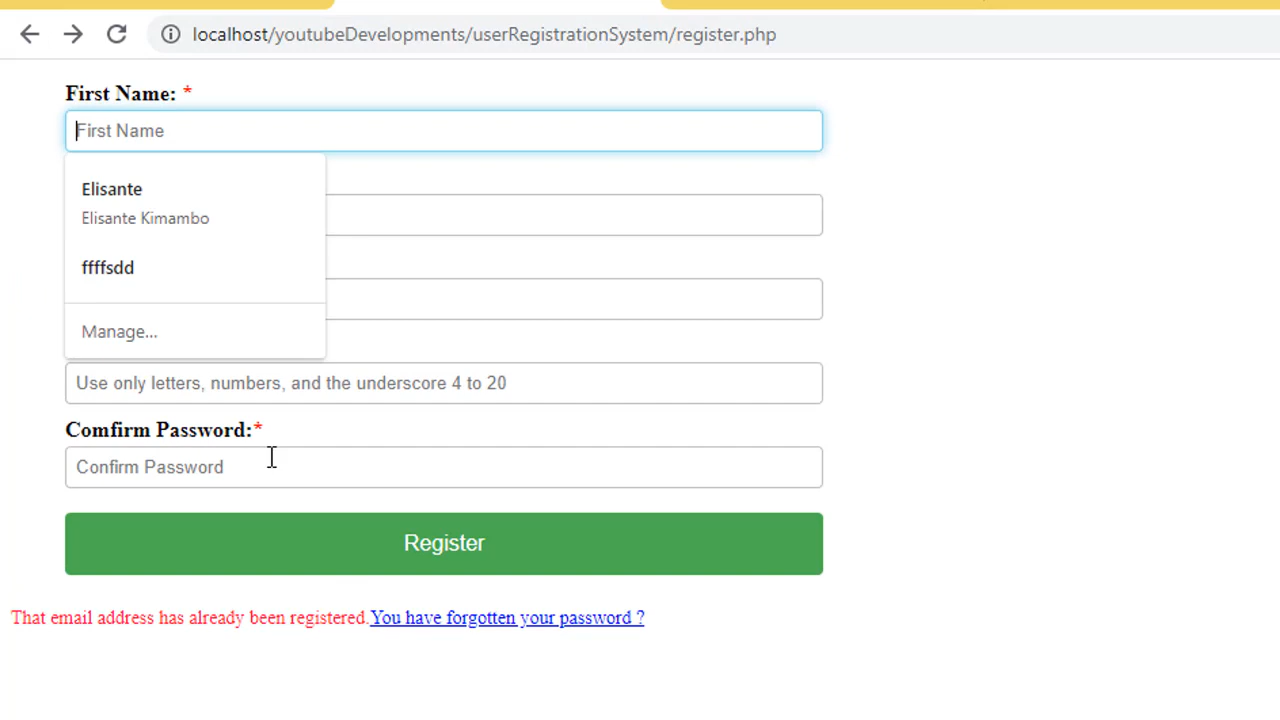 localhost/youtubeDevelopments/userRegistrationSystem/register.php
First Name: *
First Name
Elisante
Elisante Kimambo
ffffsdd
Manage...
Use only letters, numbers, and the underscore 4 to 20
Comfirm Password:*
Confirm Password
Register
That email address has already been registered.You have forgotten your password ?